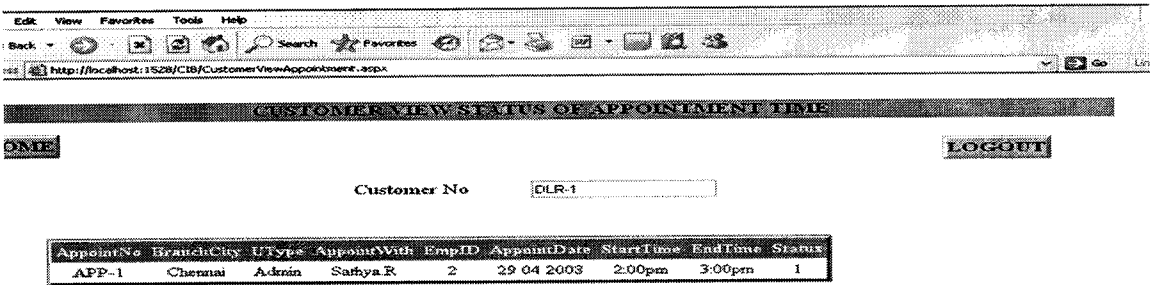 Edit View Favorites Tools Help
Back Search Favorites
http://localhost:1528/CIB/CustomerViewAppointment.aspx Go Lin
CUSTOMER VIEW STATUS OF APPOINTMENT TIME
OME LOGOUT
Customer No DLR-1
AppointNo BranchCity UType AppointWith EmpID AppointDate StartTime EndTime Status
APP-1 Chennai Admin Sathya.R 2 29 04 2003 2:00pm 3:00pm 1